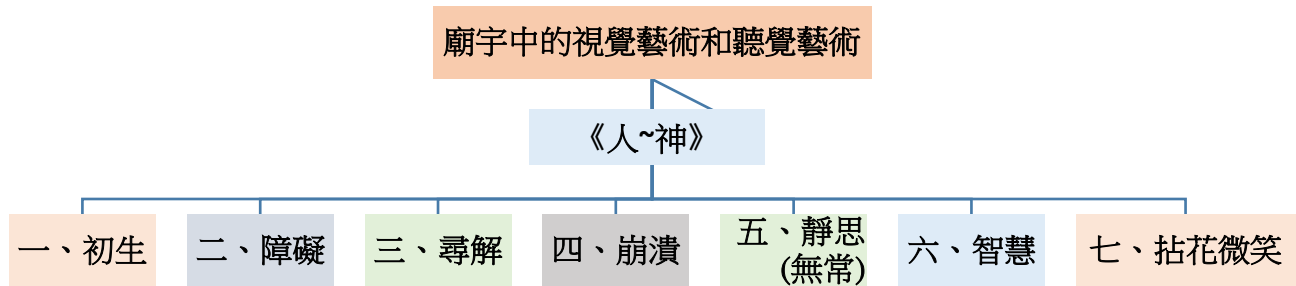 廟宇中的視覺藝術和聽覺藝術
《人~神》
一、初生
二、障礙
三、尋解
四、崩潰
五、靜思
(無常)
六、智慧
七、拈花微笑